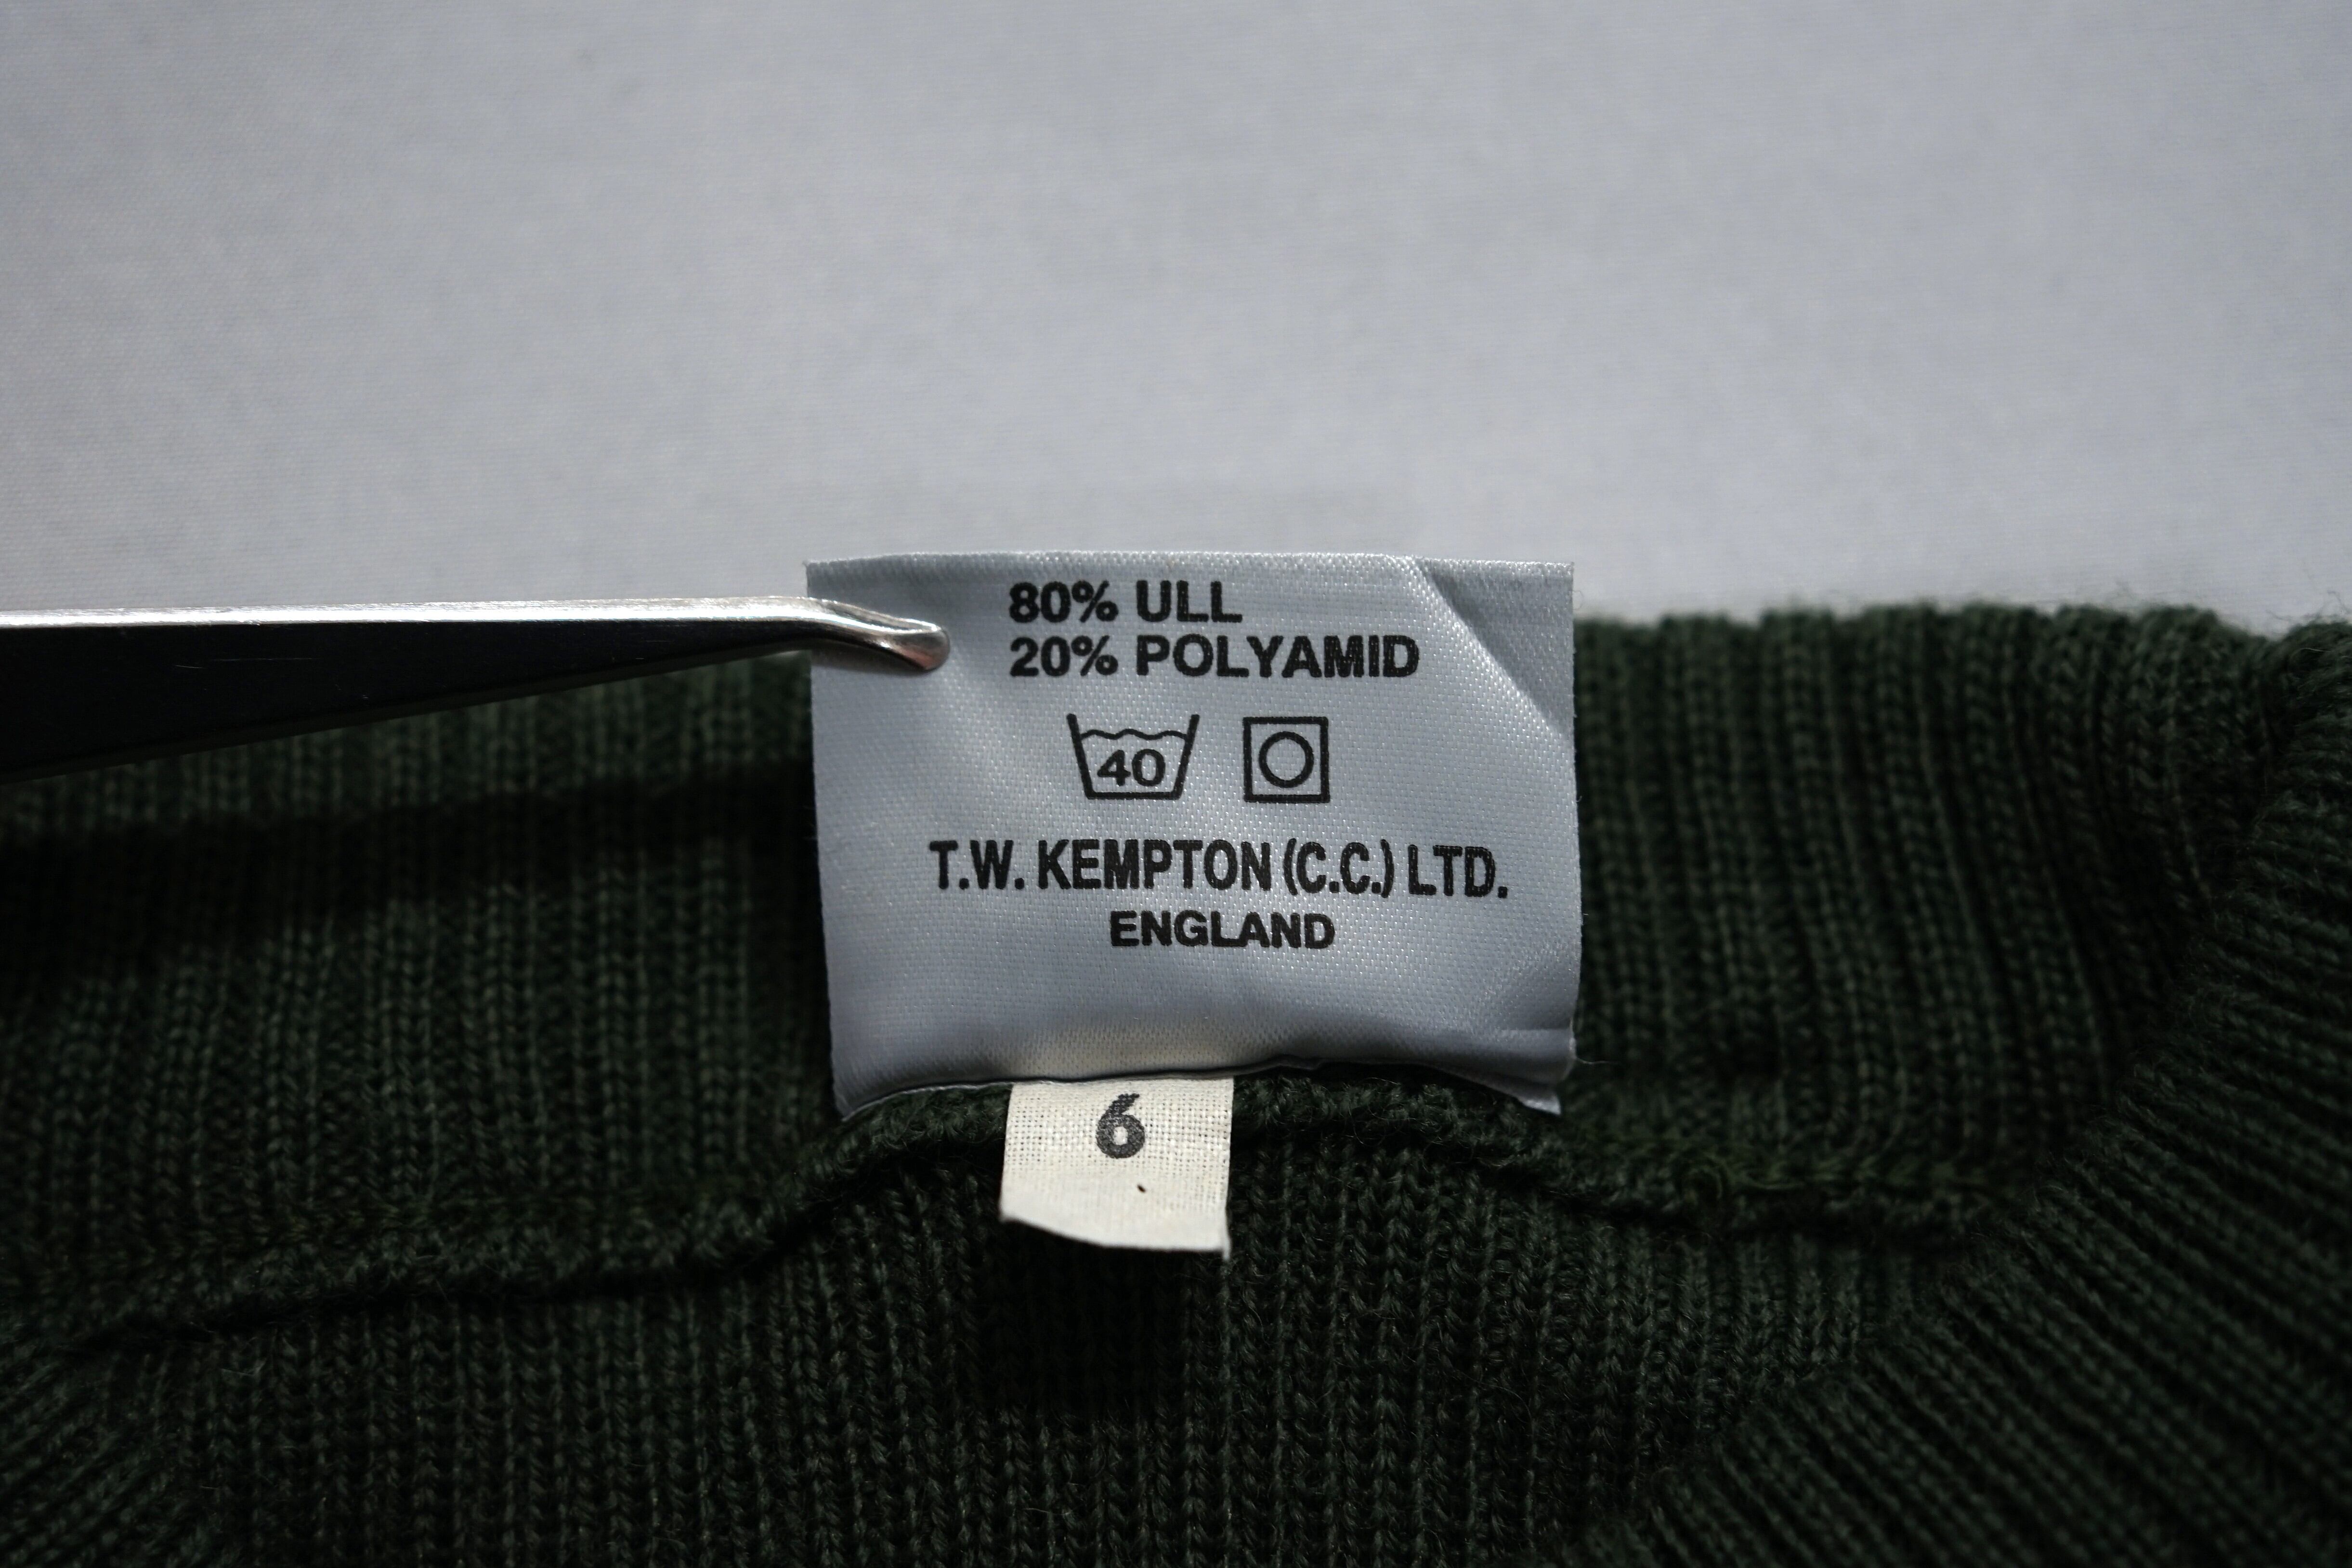 80% ULL
20% POLYAMID
40
T.W. KEMPTON (C.C.) LTD.
ENGLAND
6